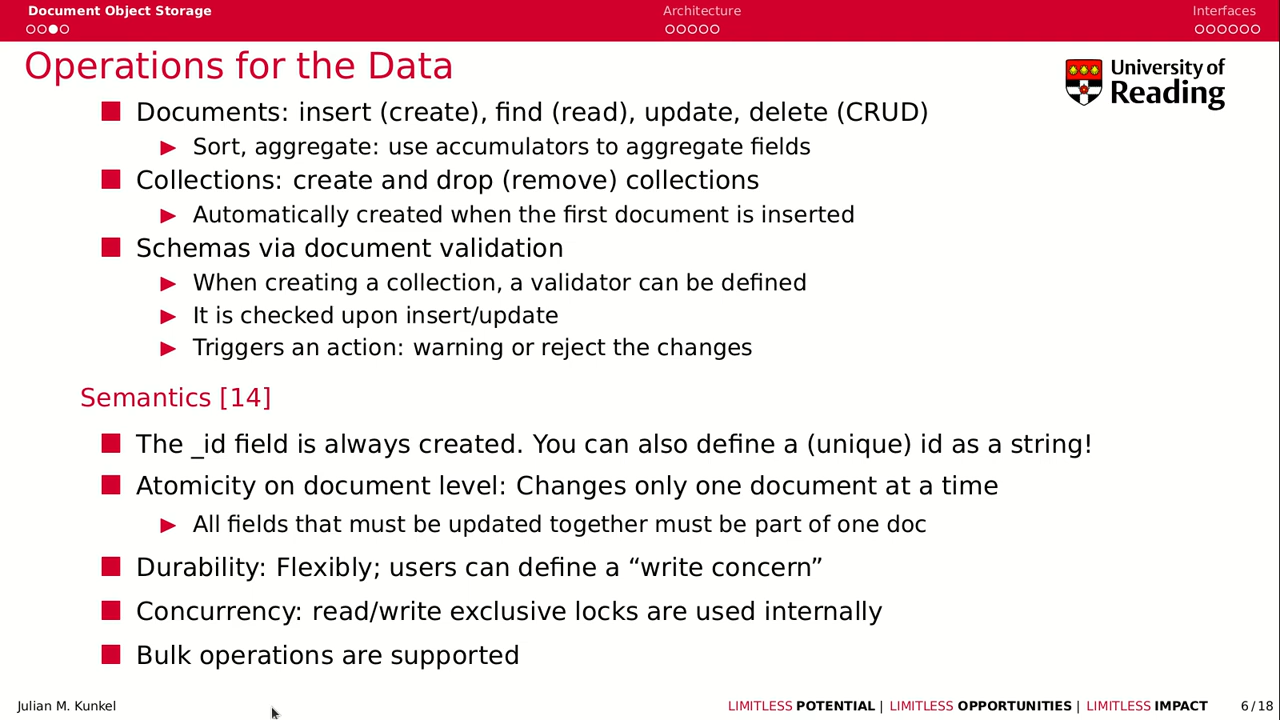 Document Object Storage
Architecture
Interfaces
Operations for the Data
University of
Reading
Documents: insert (create), find (read), update, delete (CRUD)
Sort, aggregate: use accumulators to aggregate fields
Collections: create and drop (remove) collections
Automatically created when the first document is inserted
Schemas via document validation
When creating a collection, a validator can be defined
It is checked upon insert/update
Triggers an action: warning or reject the changes
Semantics [14]
The _id field is always created. You can also define a (unique) id as a string!
Atomicity on document level: Changes only one document at a time
All fields that must be updated together must be part of one doc
Durability: Flexibly; users can define a “write concern”
Concurrency: read/write exclusive locks are used internally
Bulk operations are supported
Julian M. Kunkel
LIMITLESS POTENTIAL | LIMITLESS OPPORTUNITIES | LIMITLESS IMPACT
6 / 18